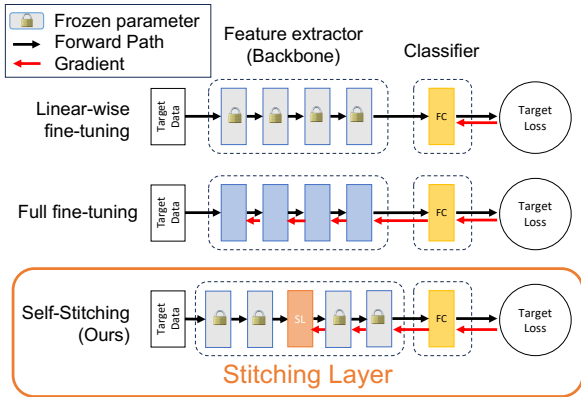 Frozen parameter
Forward Path
Gradient
Feature extractor
(Backbone)
Classifier
Linear-wise
fine-tuning
Target
Data
FC
Target
Loss
Full fine-tuning
Target
Data
FC
Target
Loss
Self-Stitching
(Ours)
Target
Data
SL
FC
Target
Loss
Stitching Layer